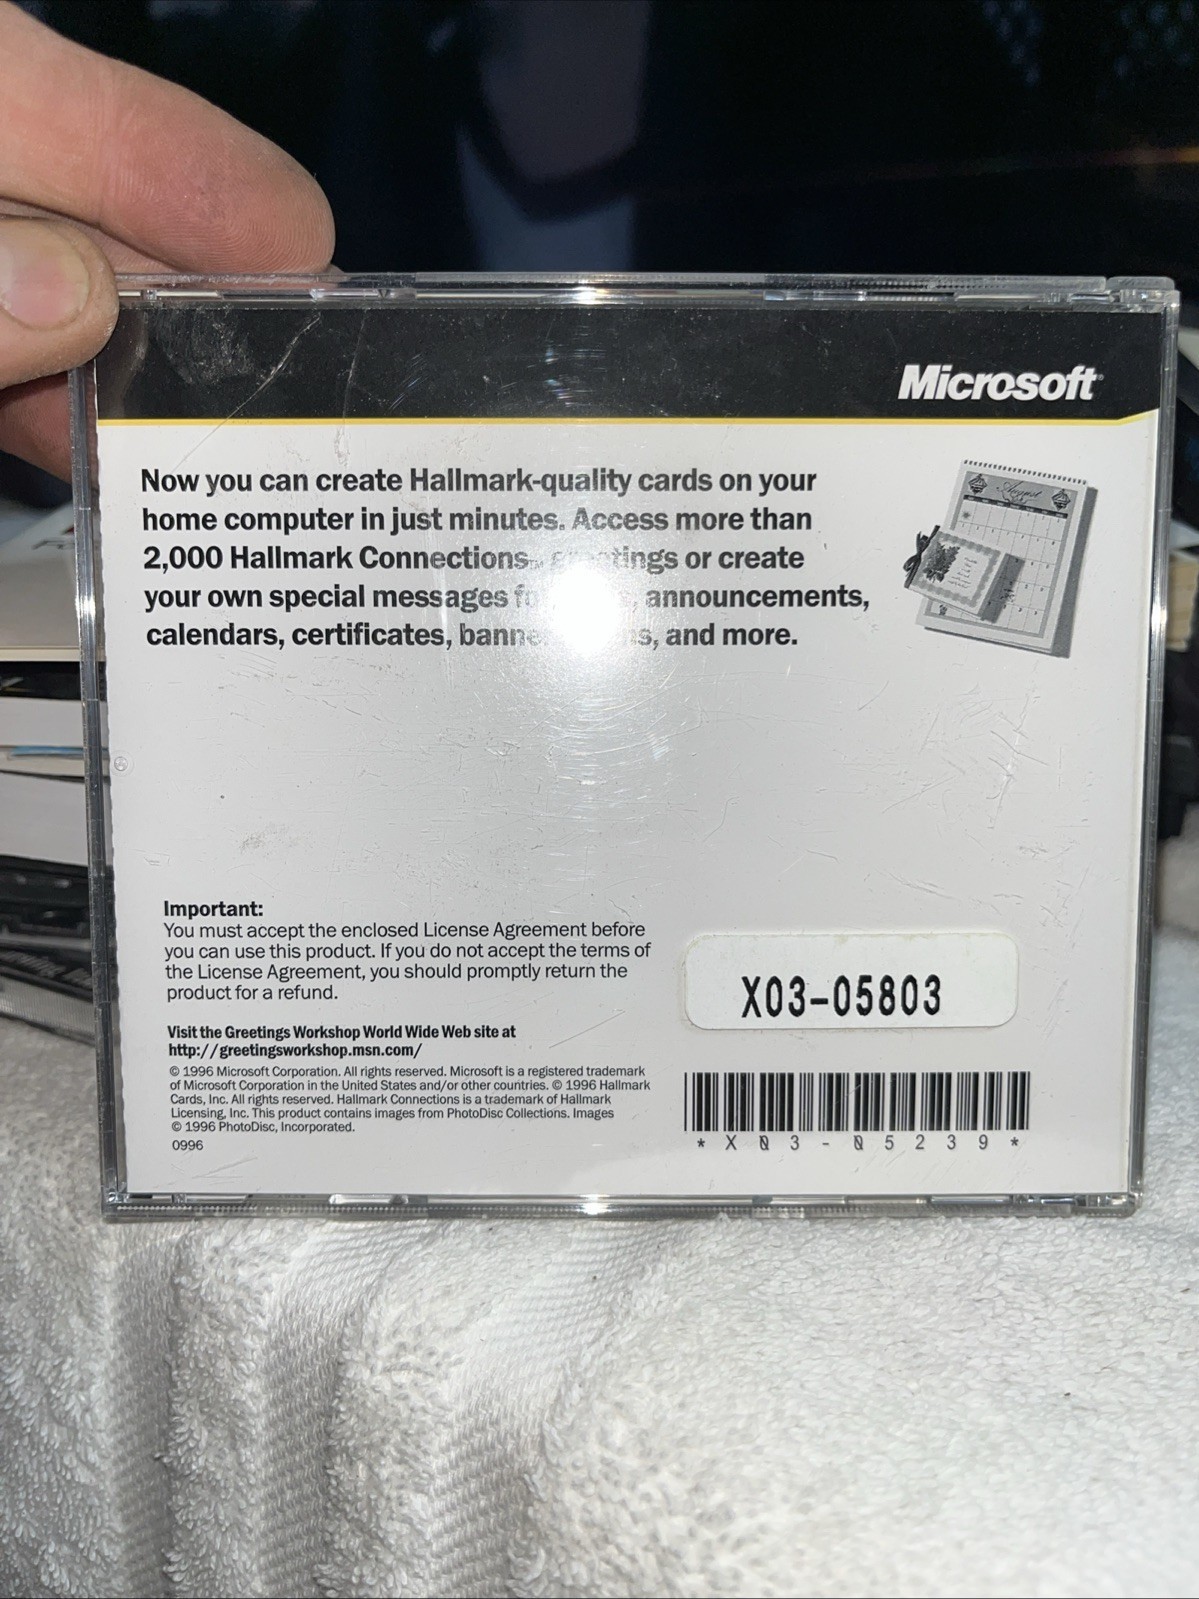 Microsoft
Now you can create Hallmark-quality cards on your
home computer in just minutes. Access more than
2,000 Hallmark Connections greetings or create
your own special messages announcements,
calendars, certificates, and more.
August
Important:
You must accept the enclosed License Agreement before
you can use this product. If you do not accept the terms of
the License Agreement, you should promptly return the
product for a refund.
X03-05803
Visit the Greetings Workshop World Wide Web site at
http://greetingsworkshop.msn.com/
© 1996 Microsoft Corporation. All rights reserved. Microsoft is a registered trademark
of Microsoft Corporation in the United States and/or other countries. © 1996 Hallmark
Cards, Inc. All rights reserved. Hallmark Connections is a trademark of Hallmark
Licensing, Inc. This product contains images from PhotoDisc Collections. Images
© 1996 PhotoDisc, Incorporated.
0996
* X 0 3 - 0 5 2 3 9 *